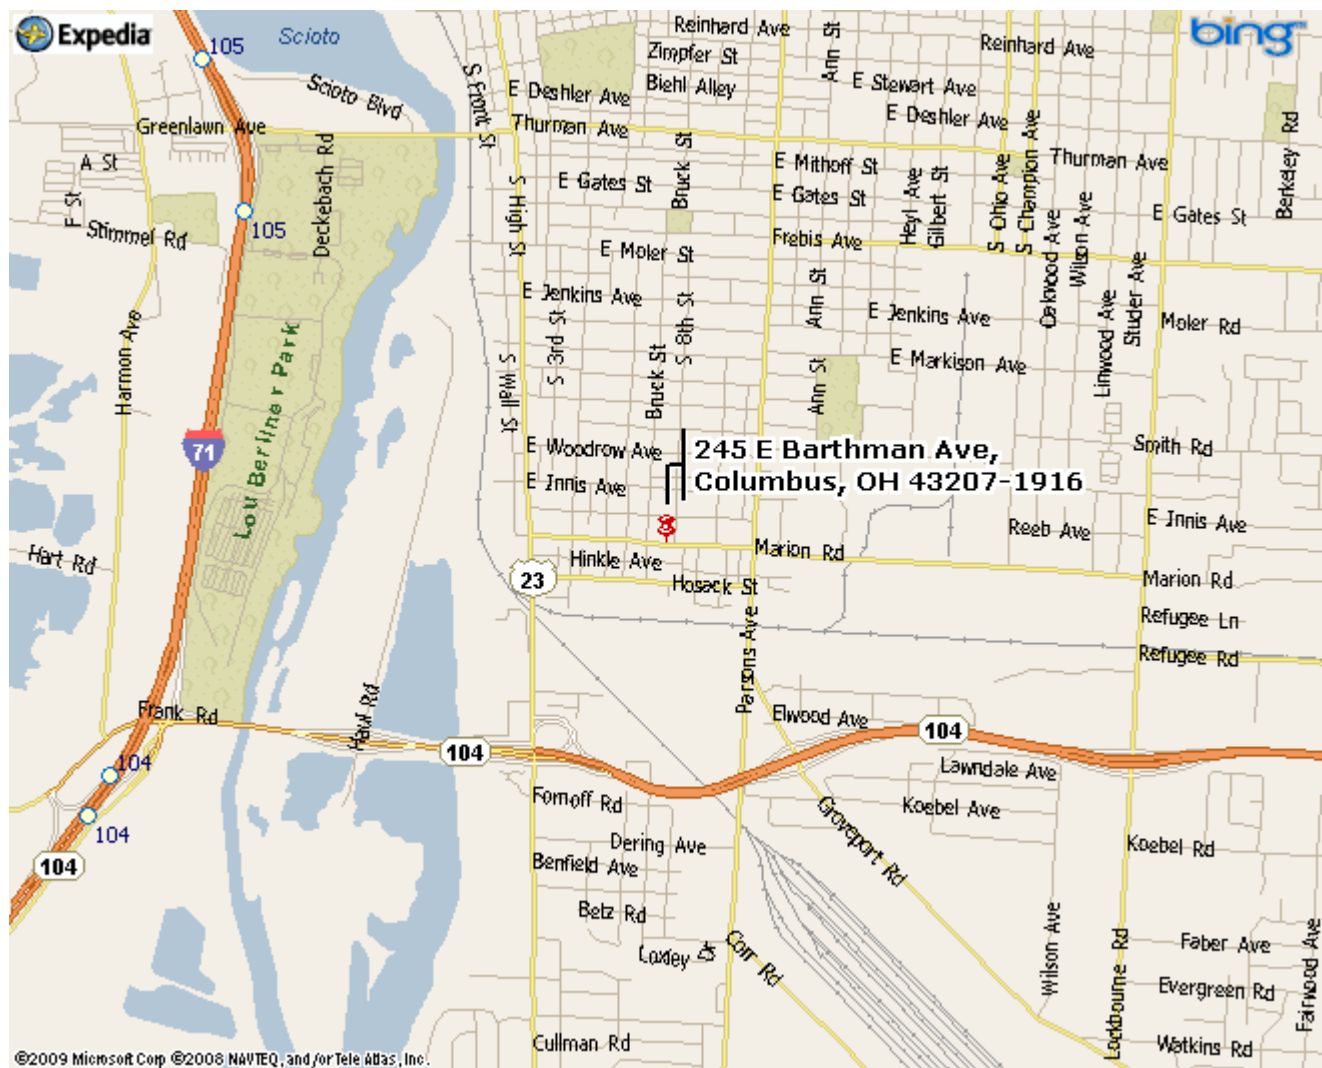 Expedia
bing™
105
Scioto
Reinhard Ave
Zimpfer St
Biehl Alley
Ann St
Reinhard Ave
E Stewart Ave
E Deshler Ave
S Front St
E Deshler Ave
Scioto Blvd
Greenlawn Ave
Thurman Ave
Thurman Ave
A St
F St
Deckebach Rd
Bruck St
E Mithoff St
E Gates St
E Gates St
S High St
Heyl Ave
Gilbert St
S Ohio Ave
S Champion Ave
Oakwood Ave
Wilson Ave
Berkeley Rd
E Gates St
105
Stimmel Rd
E Moler St
Frebis Ave
E Jenkins Ave
Ann St
E Jenkins Ave
Linwood Ave
Studer Ave
Moler Rd
Harmon Ave
Lou Berliner Park
S 3rd St
S 8th St
S Wall St
Bruck St
Ann St
E Markison Ave
71
E Woodrow Ave
E Innis Ave
245 E Barthman Ave,
Columbus, OH 43207-1916
Smith Rd
Reeb Ave
E Innis Ave
Hart Rd
Hinkle Ave
Marion Rd
23
Hosack St
Marion Rd
Refugee Ln
Refugee Rd
Parsons Ave
Frank Rd
Haul Rd
Elwood Ave
104
104
Lawndale Ave
104
104
104
Fornoff Rd
Koebel Ave
Groveport Rd
Dering Ave
Benfield Ave
Koebel Rd
Betz Rd
Loxley
Corr Rd
Wilson Ave
Lockbourne Rd
Faber Ave
Evergreen Rd
Fairwood Ave
Cullman Rd
Watkins Rd
©2009 Microsoft Corp ©2008 NAVTEQ, and/or Tele Atlas, Inc.